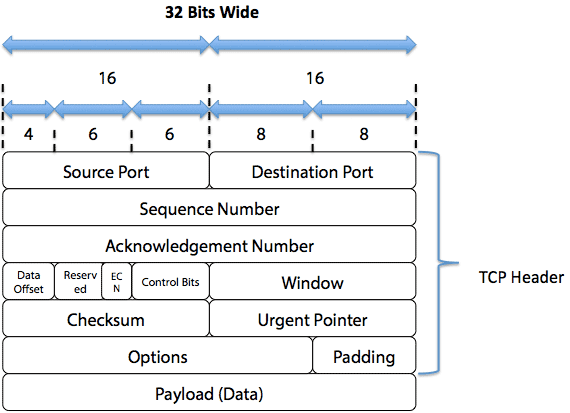 32 Bits Wide
16 16
4 6 6 8 8
Source Port Destination Port
Sequence Number
Acknowledgement Number
Data Offset Reserv ed EC N Control Bits Window
TCP Header
Checksum Urgent Pointer
Options Padding
Payload (Data)